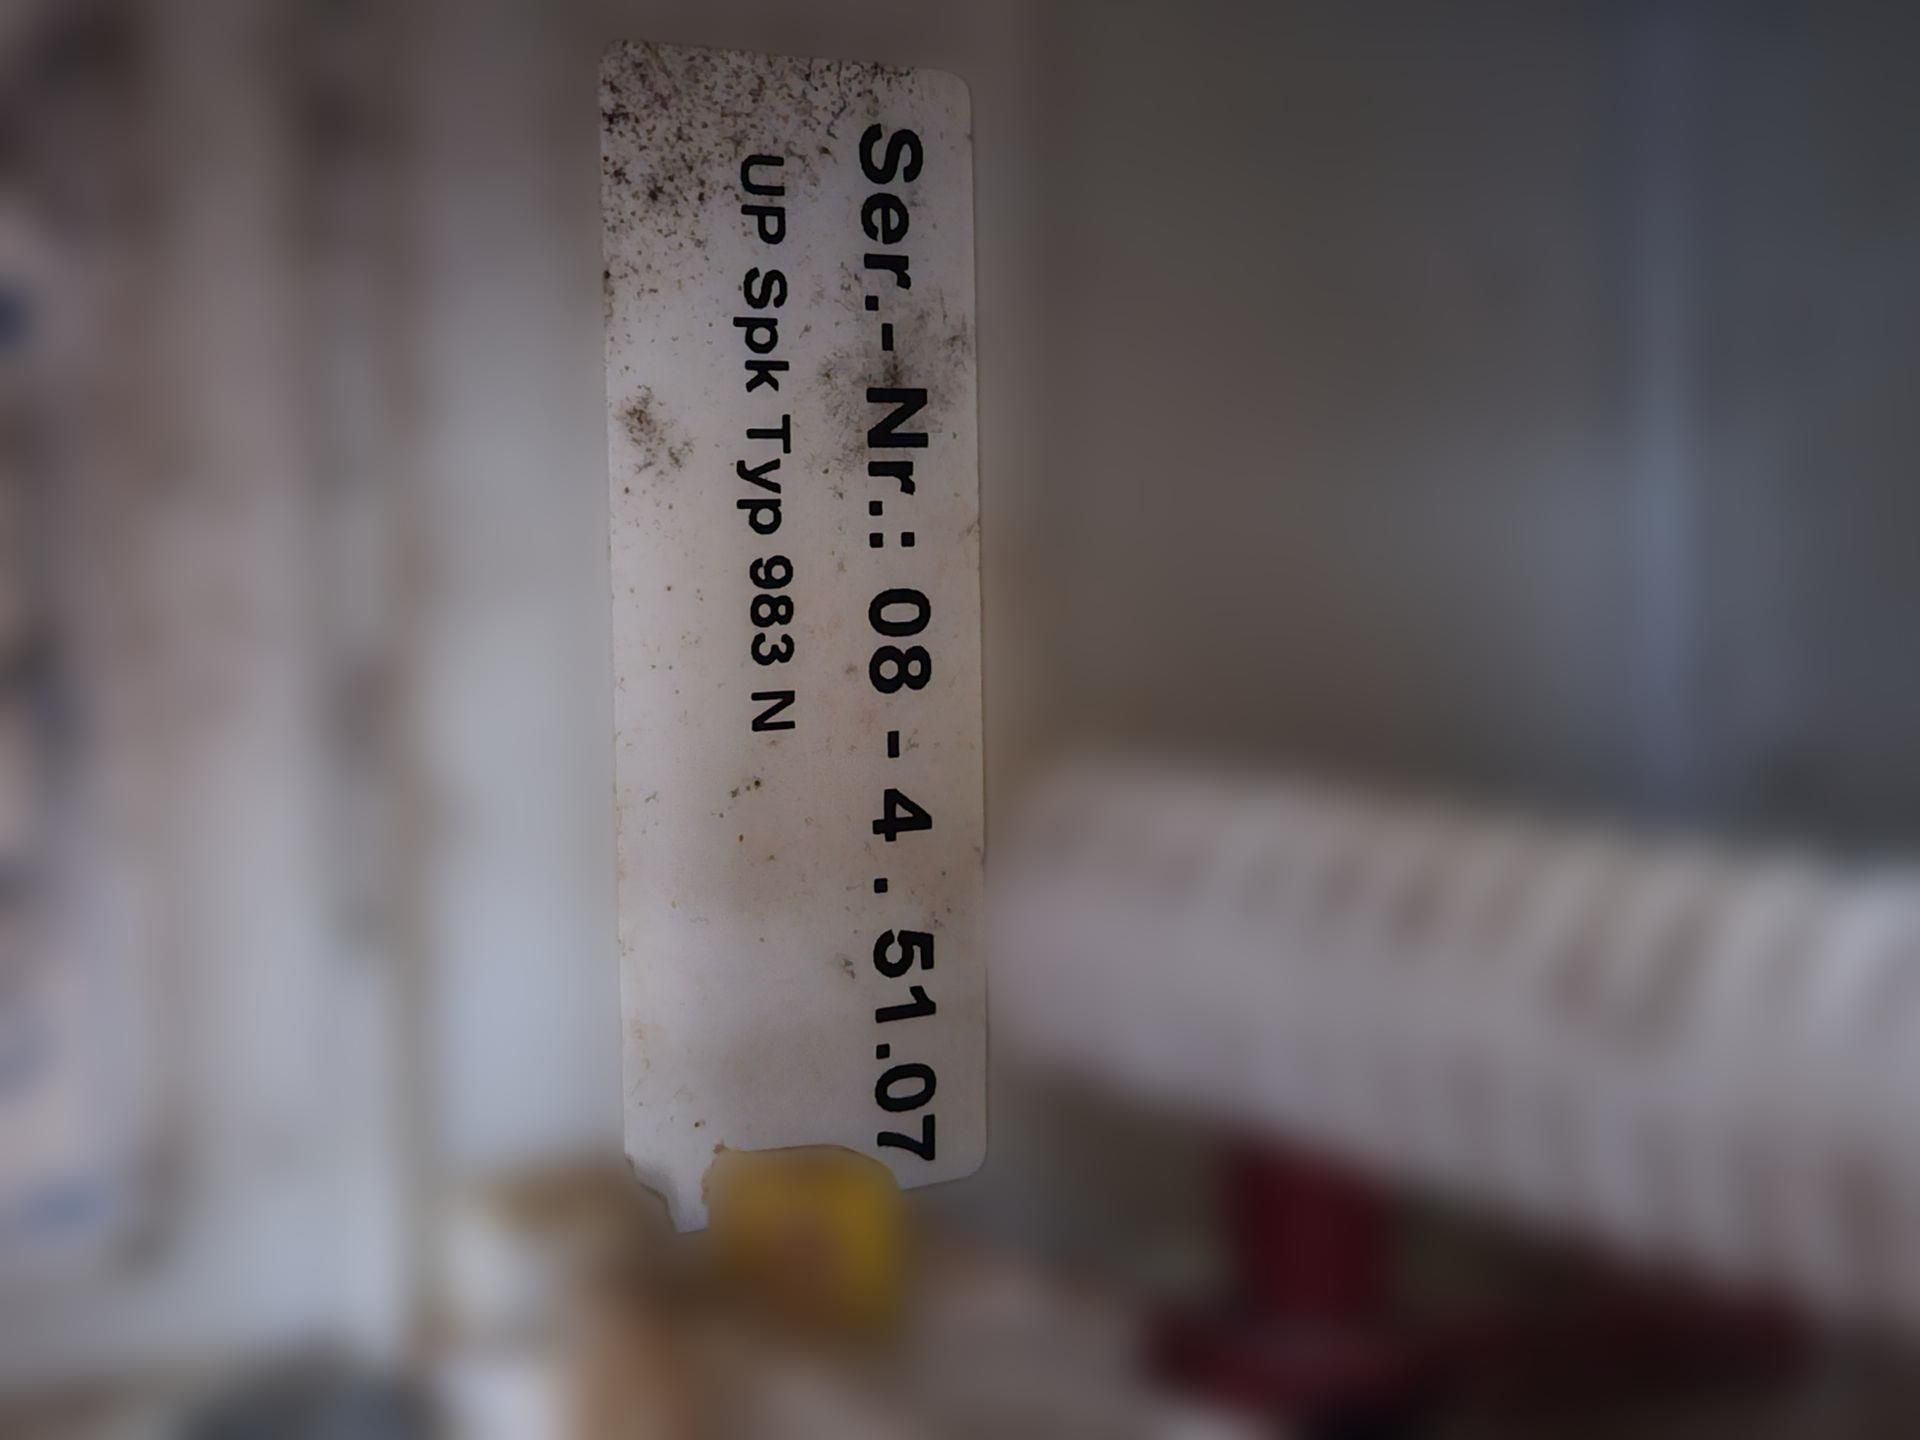 Ser.-Nr.: 08 - 4 . 51.07
UP Spk Typ 983 N